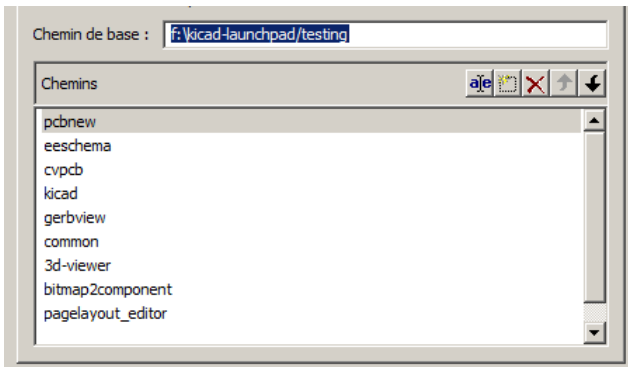 Chemin de base : f:\kicad-launchpad/testing
Chemins
pcbnew
eeschema
cvpcb
kicad
gerbview
common
3d-viewer
bitmap2component
pagelayout_editor